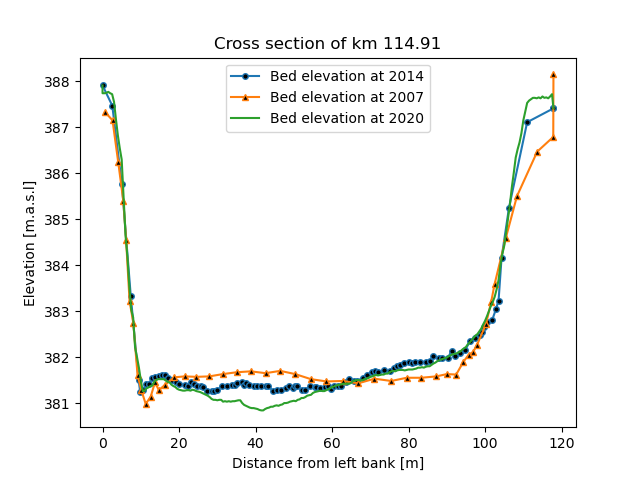 Cross section of km 114.91
Bed elevation at 2014
Bed elevation at 2007
Bed elevation at 2020
388
387
386
385
384
383
382
381
Elevation [m.a.s.l]
0 20 40 60 80 100 120
Distance from left bank [m]